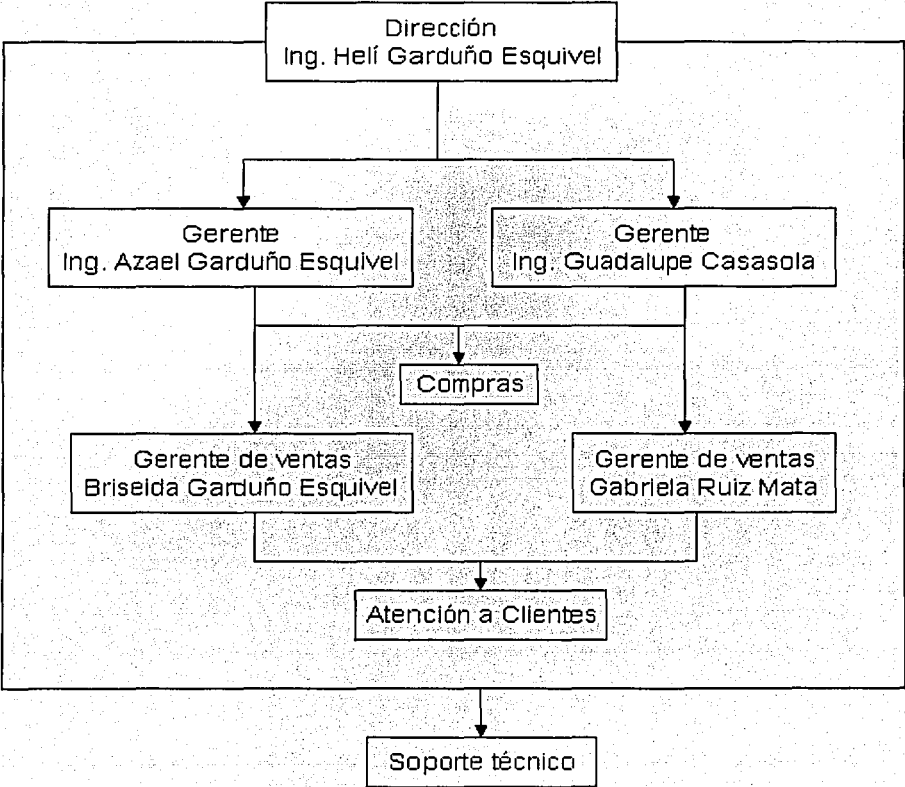 Dirección
Ing. Helí Garduño Esquivel
Gerente
Ing. Azael Garduño Esquivel
Gerente
Ing. Guadalupe Casasola
Compras
Gerente de ventas
Briseida Garduño Esquivel
Gerente de ventas
Gabriela Ruiz Mata
Atención a Clientes
Soporte técnico